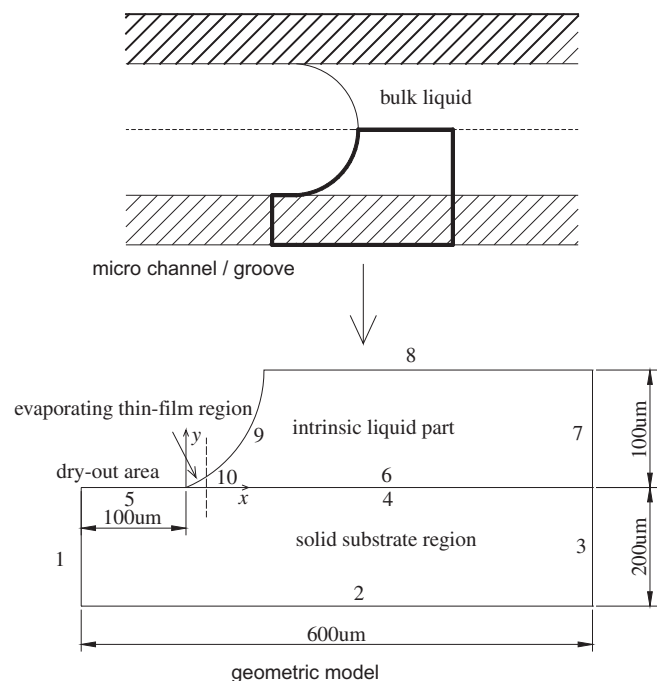 bulk liquid
micro channel / groove
8
evaporating thin-film region
y
9
intrinsic liquid part
7
100um
dry-out area
10
6
x
5
4
100um
1
solid substrate region
3
200um
2
600um
geometric model